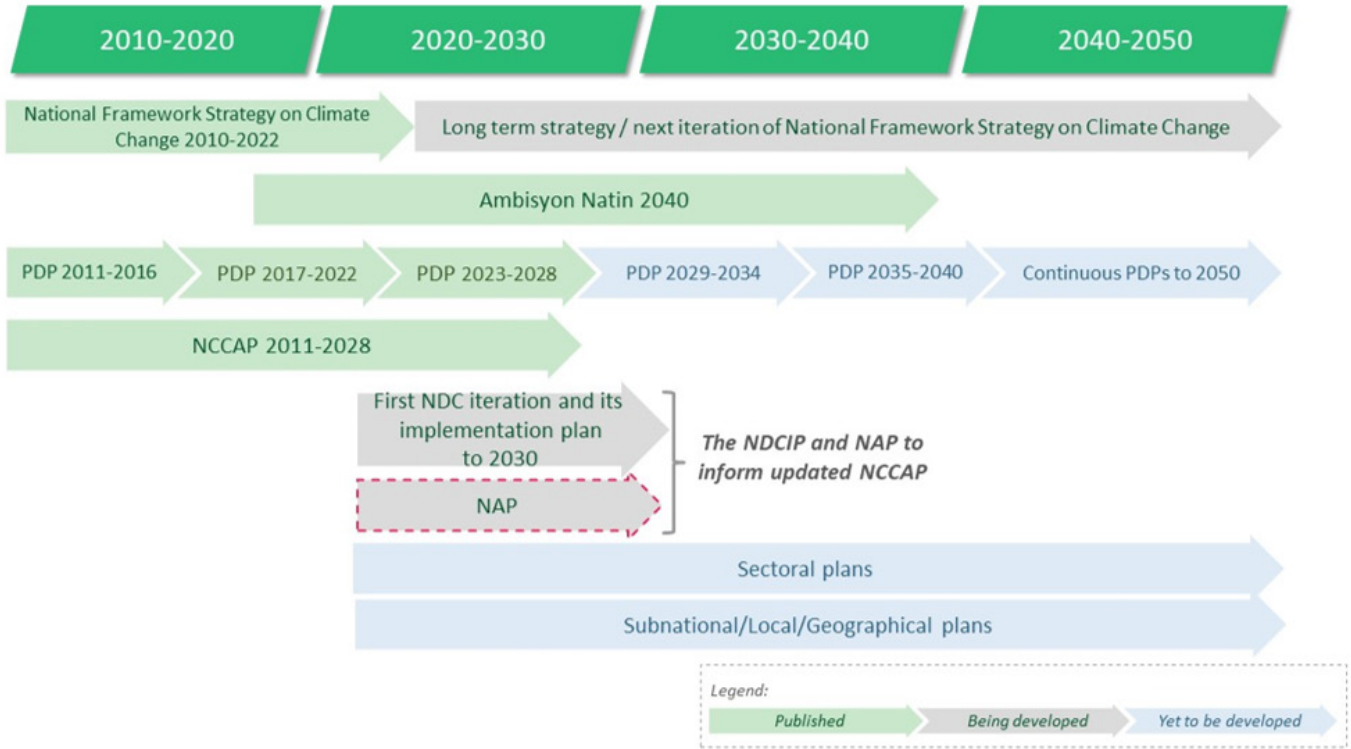 2010-2020
2020-2030
2030-2040
2040-2050
National Framework Strategy on Climate
Change 2010-2022
Long term strategy / next iteration of National Framework Strategy on Climate Change
Ambisyon Natin 2040
PDP 2011-2016
PDP 2017-2022
PDP 2023-2028
PDP 2029-2034
PDP 2035-2040
Continuous PDPs to 2050
NCCAP 2011-2028
First NDC iteration and its
implementation plan
to 2030
The NDCIP and NAP to
inform updated NCCAP
NAP
Sectoral plans
Subnational/Local/Geographical plans
Legend:
Published
Being developed
Yet to be developed